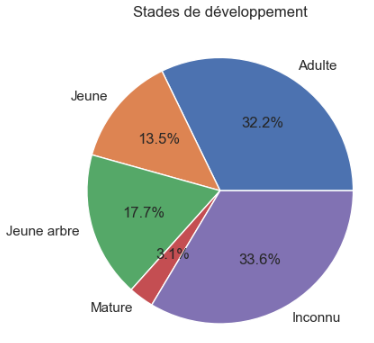 Stades de développement
Adulte
32.2%
Jeune
13.5%
Jeune arbre
17.7%
Mature
3.1%
Inconnu
33.6%